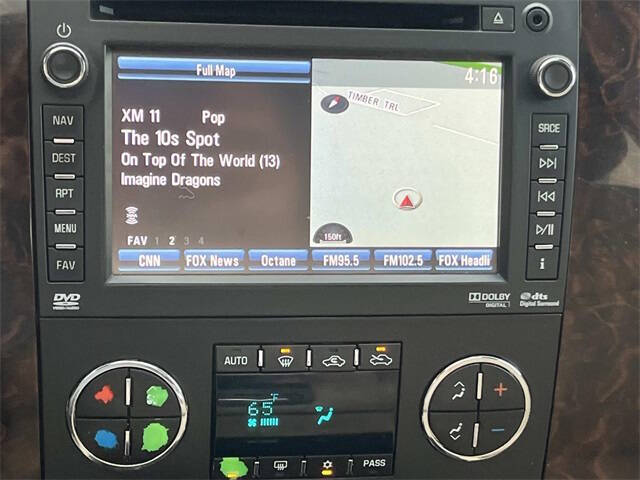 Full Map
4:16
TIMBER TRL
XM 11 Pop
The 10s Spot
On Top Of The World (13)
Imagine Dragons
150ft
FAV 1 2 3 4
CNN FOX News Octane FM95.5 FM102.5 FOX Headli
NAV
DEST
RPT
MENU
FAV
SRCE
i
DVD
DOLBY
DIGITAL
dts
Digital Surround
AUTO
65 °F
PASS